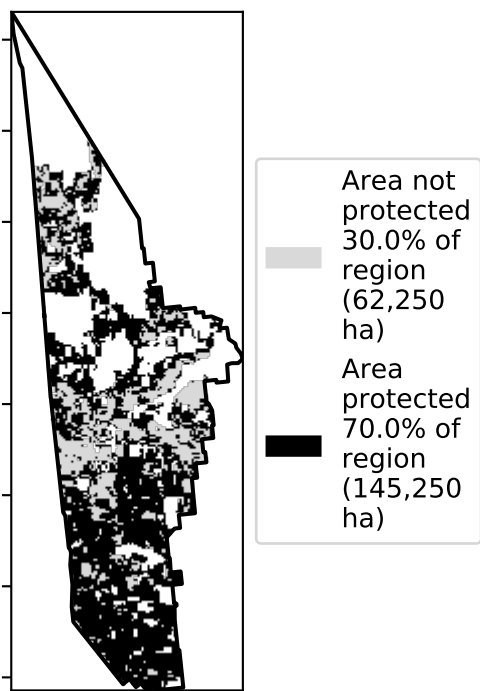 Area not
protected
30.0% of
region
(62,250
ha)
Area
protected
70.0% of
region
(145,250
ha)